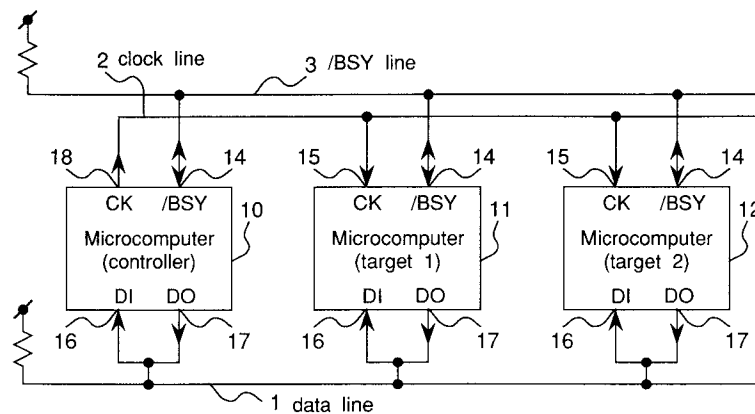 2 clock line
3 /BSY line
18 14 15 14 15 14
CK /BSY CK /BSY CK /BSY
10 11 12
Microcomputer Microcomputer Microcomputer
(controller) (target 1) (target 2)
DI DO DI DO DI DO
16 17 16 17 16 17
1 data line